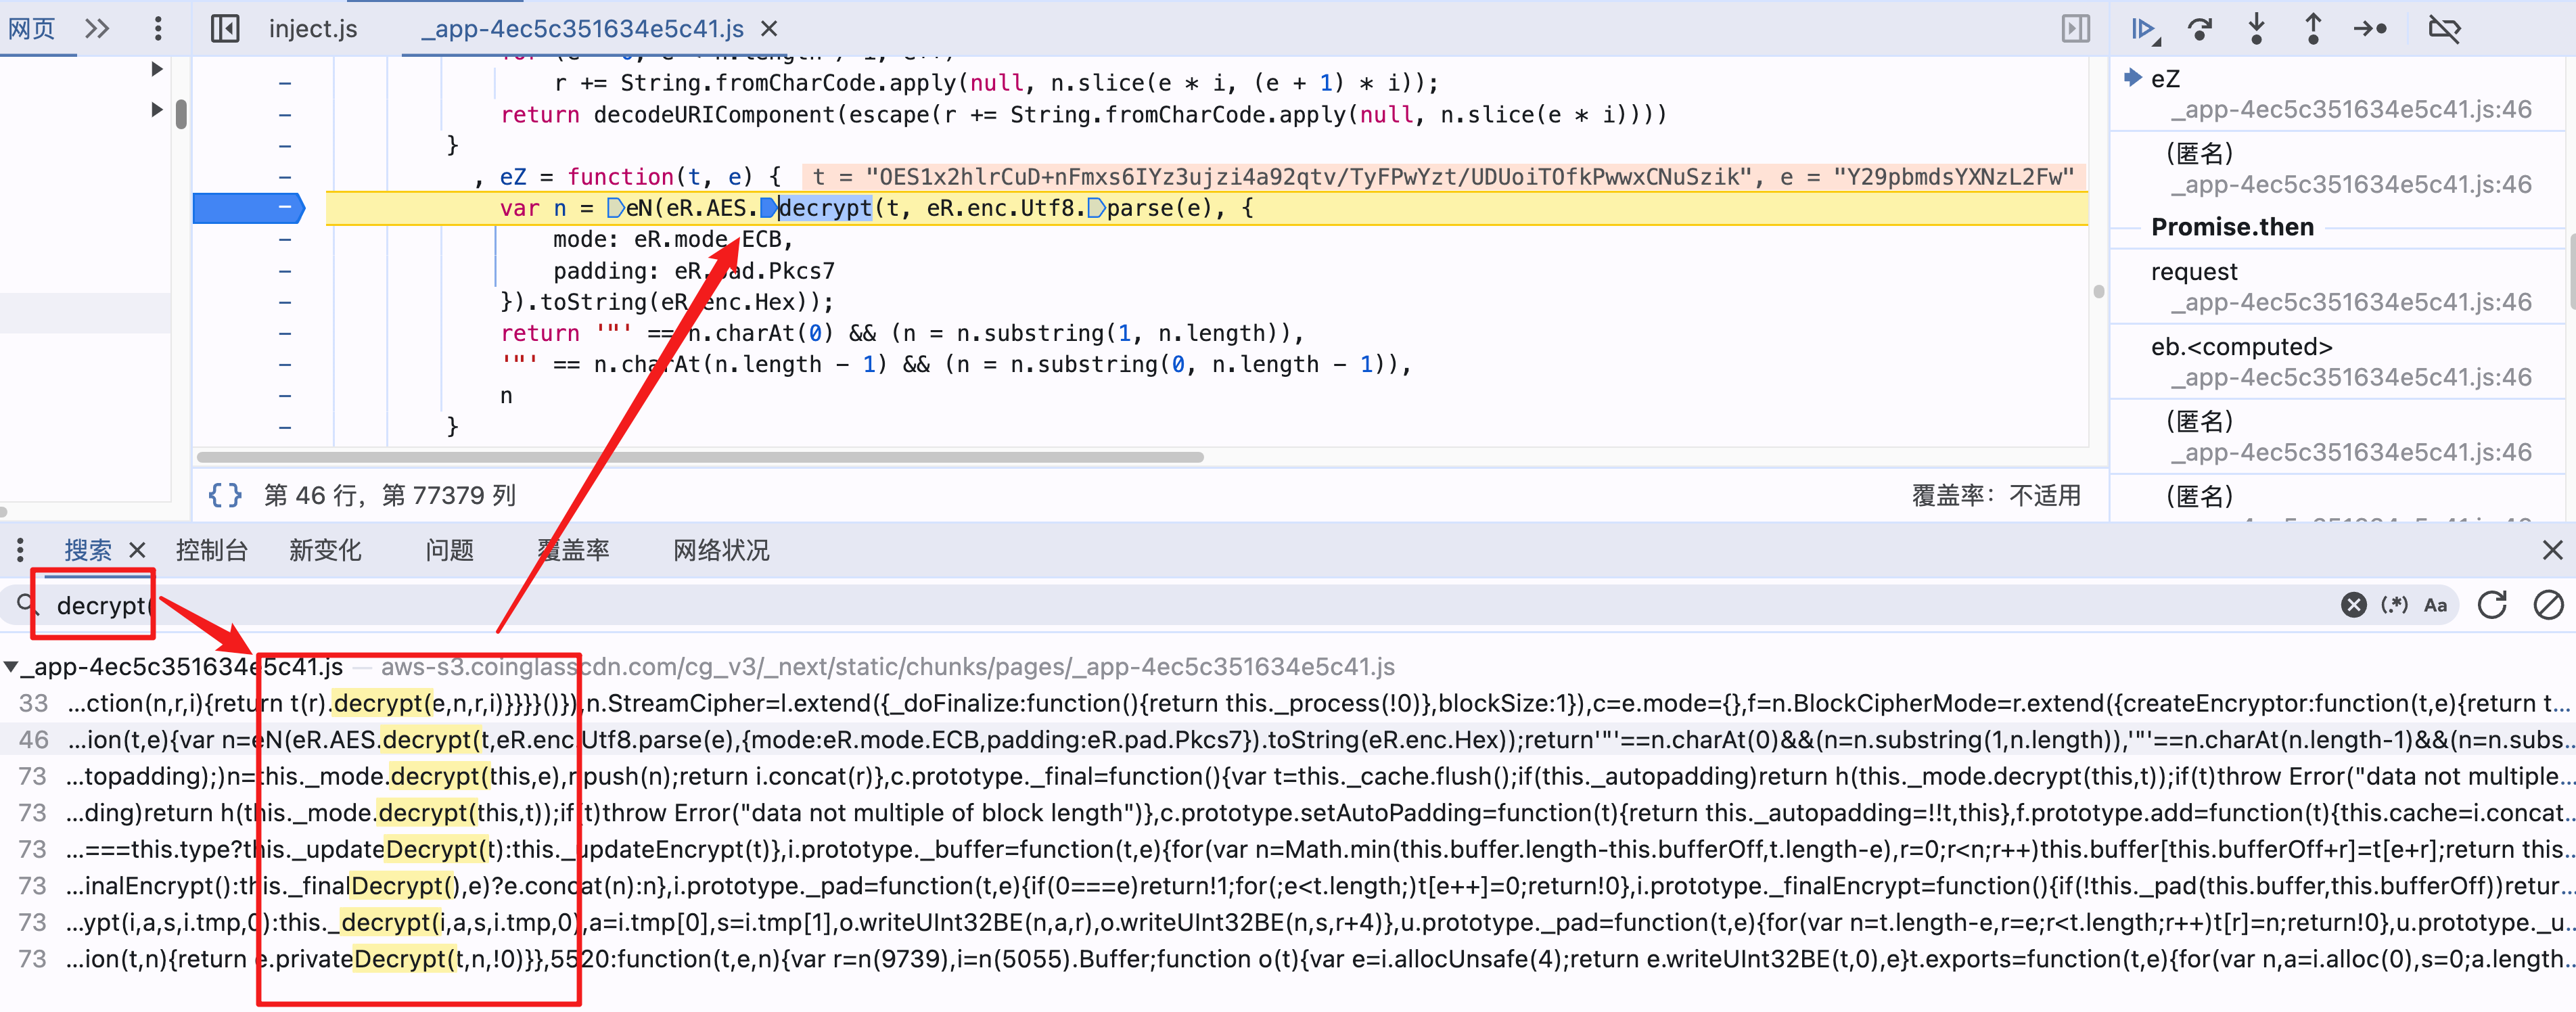 网页
inject.js
_app-4ec5c351634e5c41.js
r += String.fromCharCode.apply(null, n.slice(e * i, (e + 1) * i));
return decodeURIComponent(escape(r += String.fromCharCode.apply(null, n.slice(e * i))))
}
, eZ = function(t, e) { t = "OES1x2hlrCuD+nFmxs6IYz3ujzi4a92qtv/TyFPwYzt/UDUoiTOfkPwwxCNuSzik", e = "Y29pbmdsYXNzL2Fw"
var n = eN(eR.AES.decrypt(t, eR.enc.Utf8.parse(e), {
mode: eR.mode.ECB,
padding: eR.pad.Pkcs7
}).toString(eR.enc.Hex));
return '"' == n.charAt(0) && (n = n.substring(1, n.length)),
'"' == n.charAt(n.length - 1) && (n = n.substring(0, n.length - 1)),
n
}
{} 第 46 行，第 77379 列
覆盖率：不适用
eZ
_app-4ec5c351634e5c41.js:46
(匿名)
_app-4ec5c351634e5c41.js:46
Promise.then
request
_app-4ec5c351634e5c41.js:46
eb.<computed>
_app-4ec5c351634e5c41.js:46
(匿名)
_app-4ec5c351634e5c41.js:46
(匿名)
搜索 控制台 新变化 问题 覆盖率 网络状况
decrypt(
(.*) Aa
_app-4ec5c351634e5c41.js — aws-s3.coinglasscdn.com/cg_v3/_next/static/chunks/pages/_app-4ec5c351634e5c41.js
33 …ction(n,r,i){return t(r).decrypt(e,n,r,i)}}}}()}),n.StreamCipher=l.extend({_doFinalize:function(){return this._process(!0)},blockSize:1}),c=e.mode={},f=n.BlockCipherMode=r.extend({createEncryptor:function(t,e){return t…
46 …ion(t,e){var n=eN(eR.AES.decrypt(t,eR.enc.Utf8.parse(e),{mode:eR.mode.ECB,padding:eR.pad.Pkcs7}).toString(eR.enc.Hex));return'"'==n.charAt(0)&&(n=n.substring(1,n.length)),'"'==n.charAt(n.length-1)&&(n=n.subs…
73 …topadding);)n=this._mode.decrypt(this,e),r.push(n);return i.concat(r)},c.prototype._final=function(){var t=this._cache.flush();if(this._autopadding)return h(this._mode.decrypt(this,t));if(t)throw Error("data not multiple…
73 …ding)return h(this._mode.decrypt(this,t));if(t)throw Error("data not multiple of block length")},c.prototype.setAutoPadding=function(t){return this._autopadding=!!t,this},f.prototype.add=function(t){this.cache=i.concat…
73 …===this.type?this._updateDecrypt(t):this._updateEncrypt(t)},i.prototype._buffer=function(t,e){for(var n=Math.min(this.buffer.length-this.bufferOff,t.length-e),r=0;r<n;r++)this.buffer[this.bufferOff+r]=t[e+r];return this…
73 …inalEncrypt():this._finalDecrypt(),e)?e.concat(n):n},i.prototype._pad=function(t,e){if(0===e)return!1;for(;e<t.length;)t[e++]=0;return!0},i.prototype._finalEncrypt=function(){if(!this._pad(this.buffer,this.bufferOff))retur…
73 …ypt(i,a,s,i.tmp,0):this._decrypt(i,a,s,i.tmp,0),a=i.tmp[0],s=i.tmp[1],o.writeUInt32BE(n,a,r),o.writeUInt32BE(n,s,r+4)},u.prototype._pad=function(t,e){for(var n=t.length-e,r=e;r<t.length;r++)t[r]=n;return!0},u.prototype._u…
73 …ion(t,n){return e.privateDecrypt(t,n,!0)}},5520:function(t,e,n){var r=n(9739),i=n(5055).Buffer;function o(t){var e=i.allocUnsafe(4);return e.writeUInt32BE(t,0),e}t.exports=function(t,e){for(var n,a=i.alloc(0),s=0;a.length…